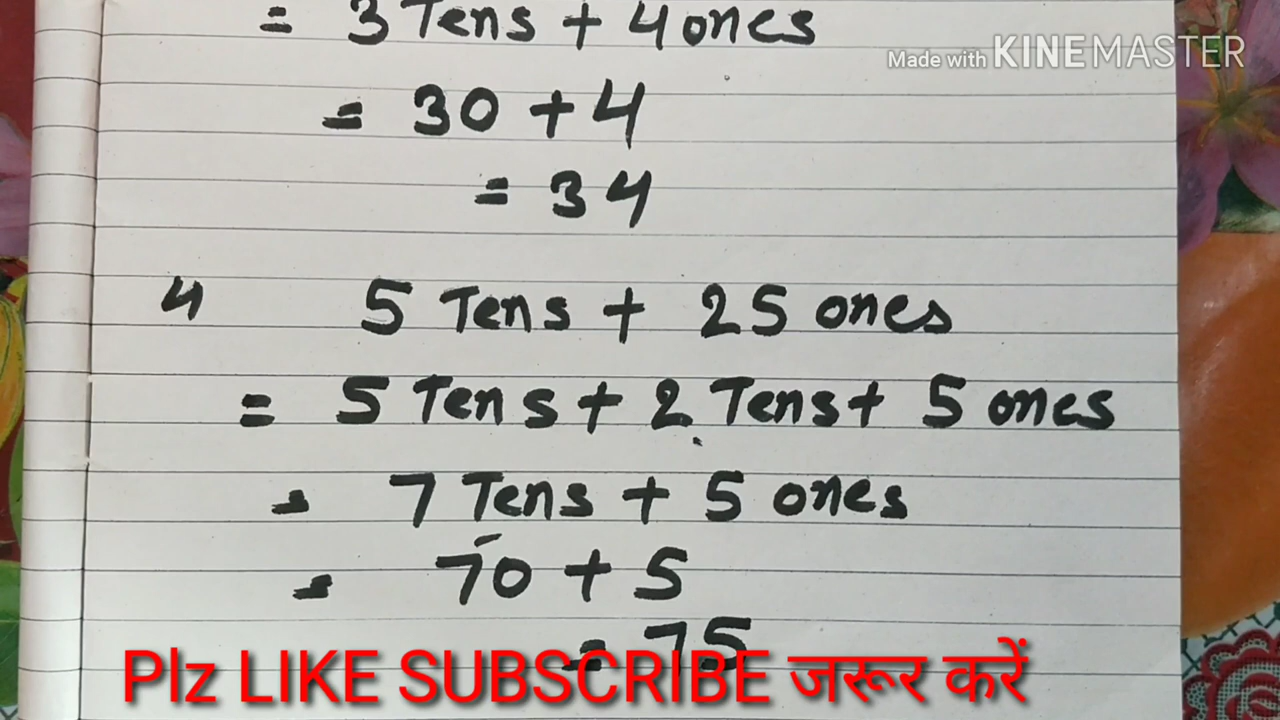 = 3 Tens + 4 ones
Made with KINEMASTER
= 30 + 4
= 34
4 5 Tens + 25 ones
= 5 Tens + 2 Tens + 5 ones
= 7 Tens + 5 ones
= 70 + 5
= 75
Plz LIKE SUBSCRIBE जरूर करें